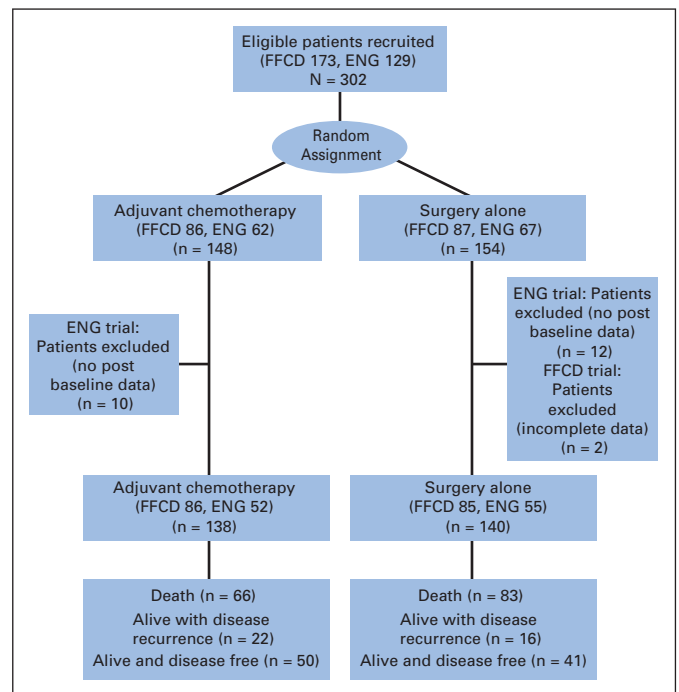 Eligible patients recruited
(FFCD 173, ENG 129)
N = 302
Random
Assignment
Adjuvant chemotherapy
(FFCD 86, ENG 62)
(n = 148)
Surgery alone
(FFCD 87, ENG 67)
(n = 154)
ENG trial:
Patients excluded
(no post
baseline data)
(n = 10)
ENG trial: Patients
excluded (no post
baseline data)
(n = 12)
FFCD trial:
Patients
excluded
(incomplete data)
(n = 2)
Adjuvant chemotherapy
(FFCD 86, ENG 52)
(n = 138)
Surgery alone
(FFCD 85, ENG 55)
(n = 140)
Death (n = 66)
Alive with disease
recurrence (n = 22)
Alive and disease free (n = 50)
Death (n = 83)
Alive with disease
recurrence (n = 16)
Alive and disease free (n = 41)